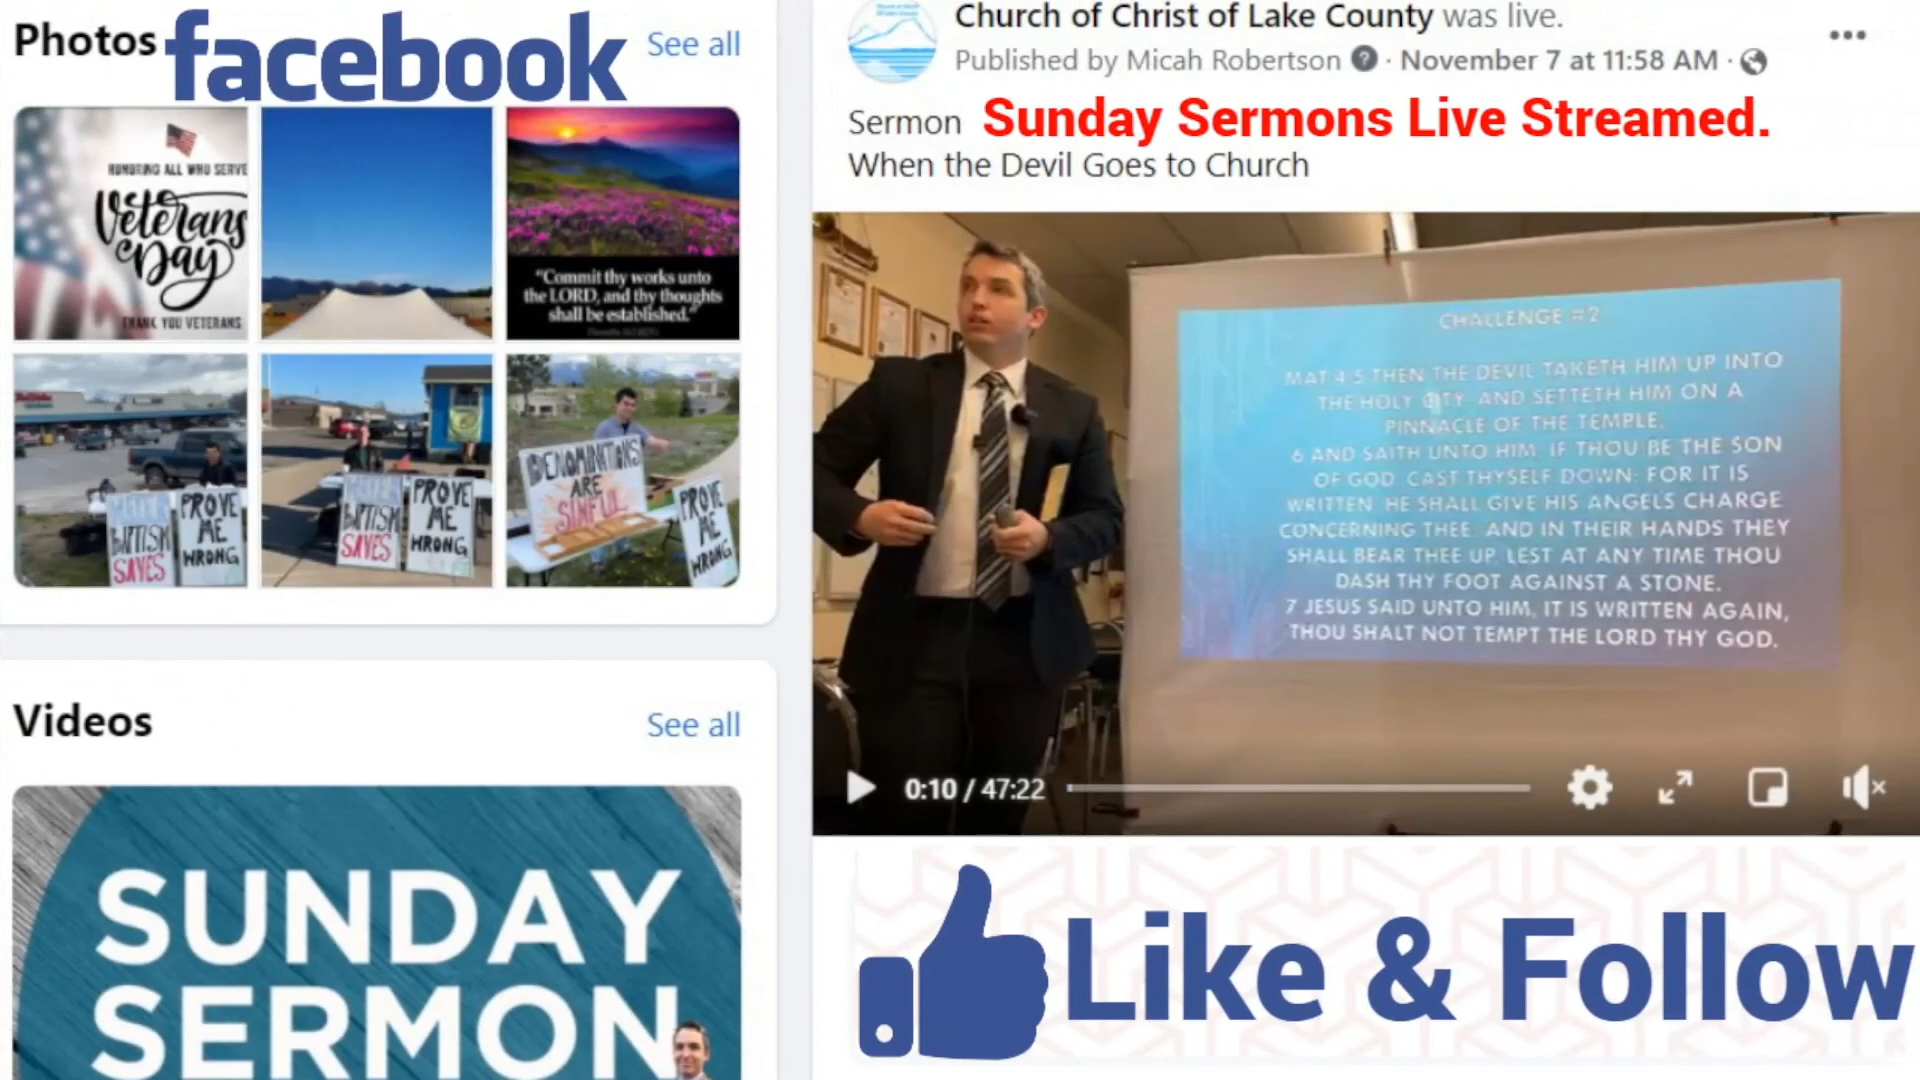 Photos
facebook
See all
HONORING ALL WHO SERVE
Veterans
Day
THANK YOU VETERANS
"Commit thy works unto
the LORD, and thy thoughts
shall be established."
WATER
BAPTISM
SAVES
PROVE
ME
WRONG
WATER
BAPTISM
SAVES
PROVE
ME
WRONG
DENOMINATIONS
ARE
SINFUL
PROVE
ME
WRONG
Videos
See all
SUNDAY
SERMON
Church of Christ of Lake County was live.
Published by Micah Robertson · November 7 at 11:58 AM ·
Sermon
Sunday Sermons Live Streamed.
When the Devil Goes to Church
CHALLENGE #2
MAT 4:5 THEN THE DEVIL TAKETH HIM UP INTO
THE HOLY CITY, AND SETTETH HIM ON A
PINNACLE OF THE TEMPLE,
6 AND SAITH UNTO HIM, IF THOU BE THE SON
OF GOD, CAST THYSELF DOWN: FOR IT IS
WRITTEN, HE SHALL GIVE HIS ANGELS CHARGE
CONCERNING THEE: AND IN THEIR HANDS THEY
SHALL BEAR THEE UP, LEST AT ANY TIME THOU
DASH THY FOOT AGAINST A STONE.
7 JESUS SAID UNTO HIM, IT IS WRITTEN AGAIN,
THOU SHALT NOT TEMPT THE LORD THY GOD.
0:10 / 47:22
Like & Follow